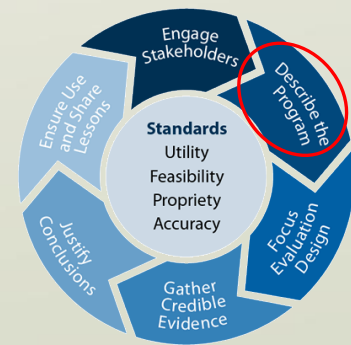 Engage
Stakeholders
Describe the
Program
Focus
Evaluation
Design
Gather
Credible
Evidence
Justify
Conclusions
Ensure Use
and Share
Lessons
Standards
Utility
Feasibility
Propriety
Accuracy